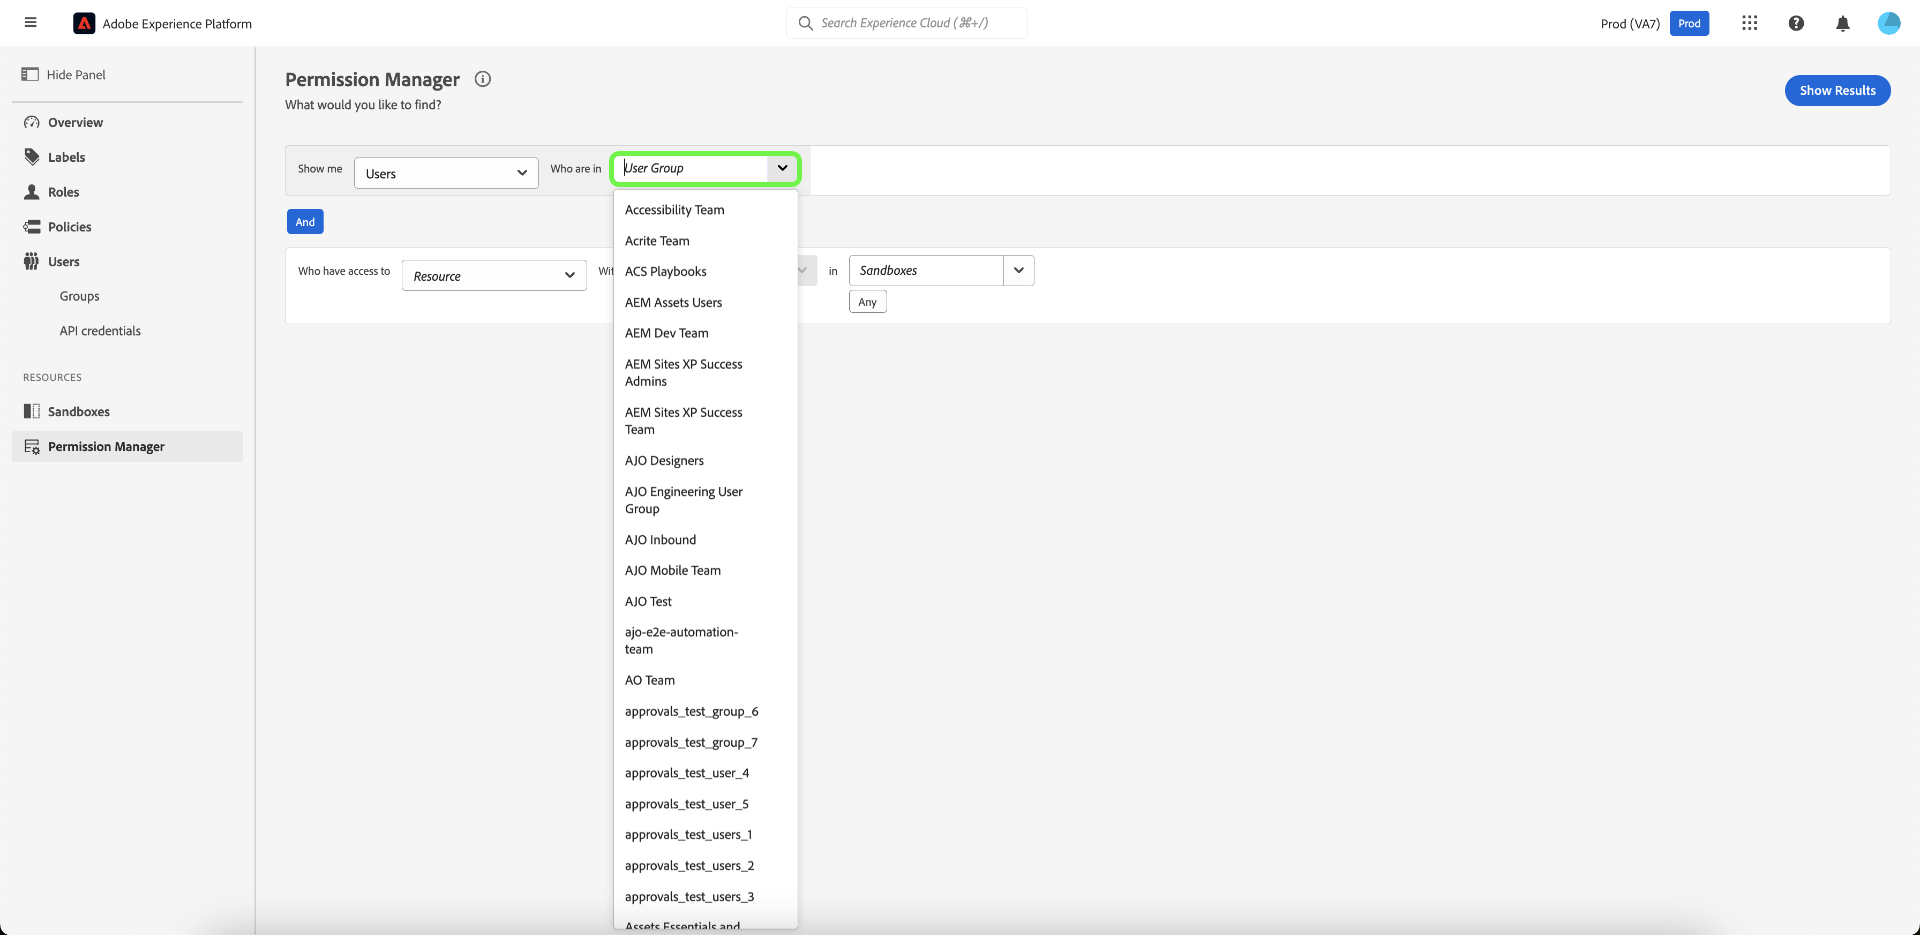 Adobe Experience Platform
Search Experience Cloud (⌘+/)
Prod (VA7)
Prod
Hide Panel
Overview
Labels
Roles
Policies
Users
Groups
API credentials
RESOURCES
Sandboxes
Permission Manager
Permission Manager
What would you like to find?
Show Results
Show me
Users
Who are in
User Group
And
Who have access to
Resource
in
Sandboxes
Any
Accessibility Team
Acrite Team
ACS Playbooks
AEM Assets Users
AEM Dev Team
AEM Sites XP Success
Admins
AEM Sites XP Success
Team
AJO Designers
AJO Engineering User
Group
AJO Inbound
AJO Mobile Team
AJO Test
ajo-e2e-automation-
team
AO Team
approvals_test_group_6
approvals_test_group_7
approvals_test_user_4
approvals_test_user_5
approvals_test_users_1
approvals_test_users_2
approvals_test_users_3
Assets Essentials and